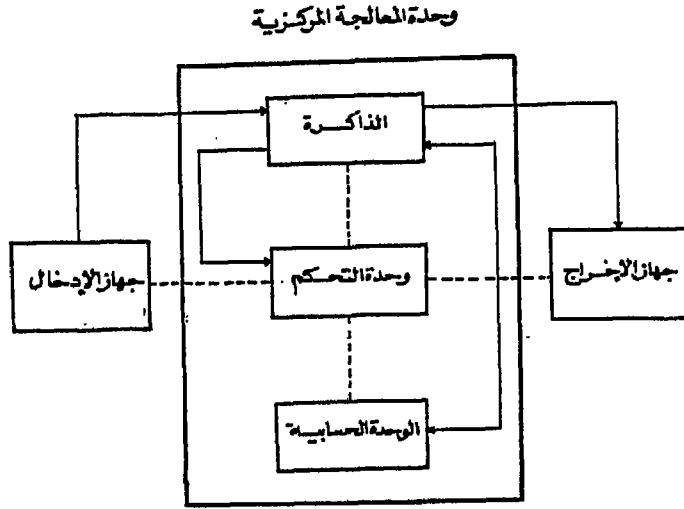 وحدة المعالجة المركزية
الذاكرة
جهاز الإخراج
وحدة التحكم
جهاز الإدخال
الوحدة الحسابية